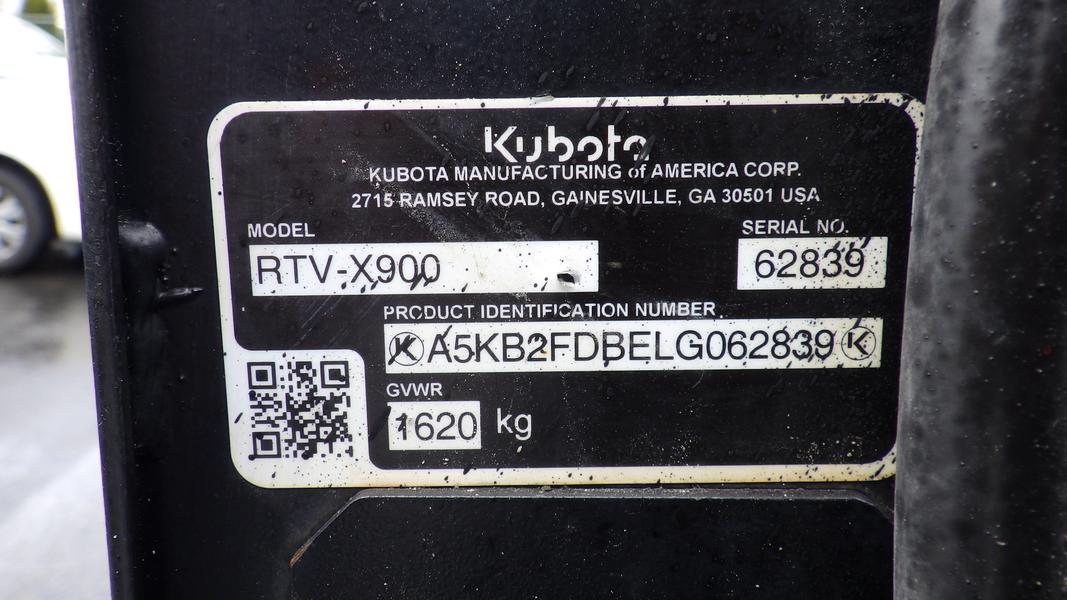 Kubota
KUBOTA MANUFACTURING of AMERICA CORP.
2715 RAMSEY ROAD, GAINESVILLE, GA 30501 USA
MODEL
SERIAL NO.
RTV-X900
62839
PRODUCT IDENTIFICATION NUMBER
K A5KB2FDBELG062839 K
GVWR
1620 kg